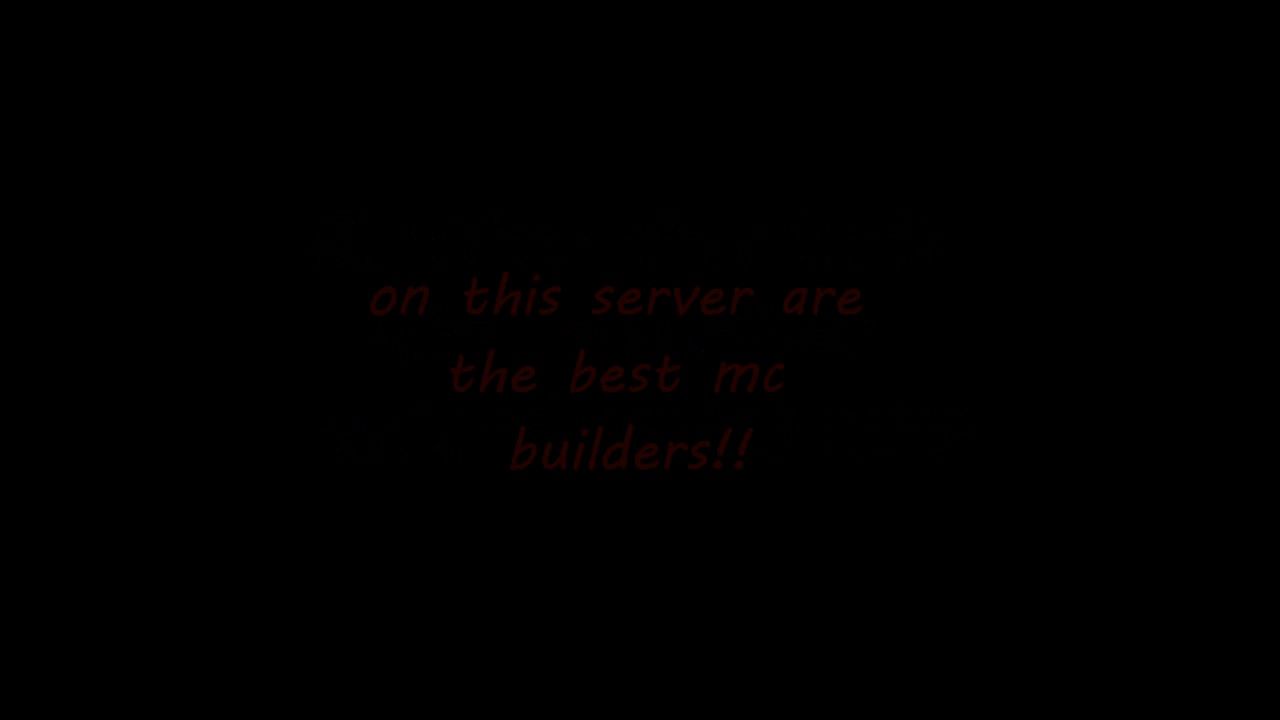 on this server are
the best mc
builders!!